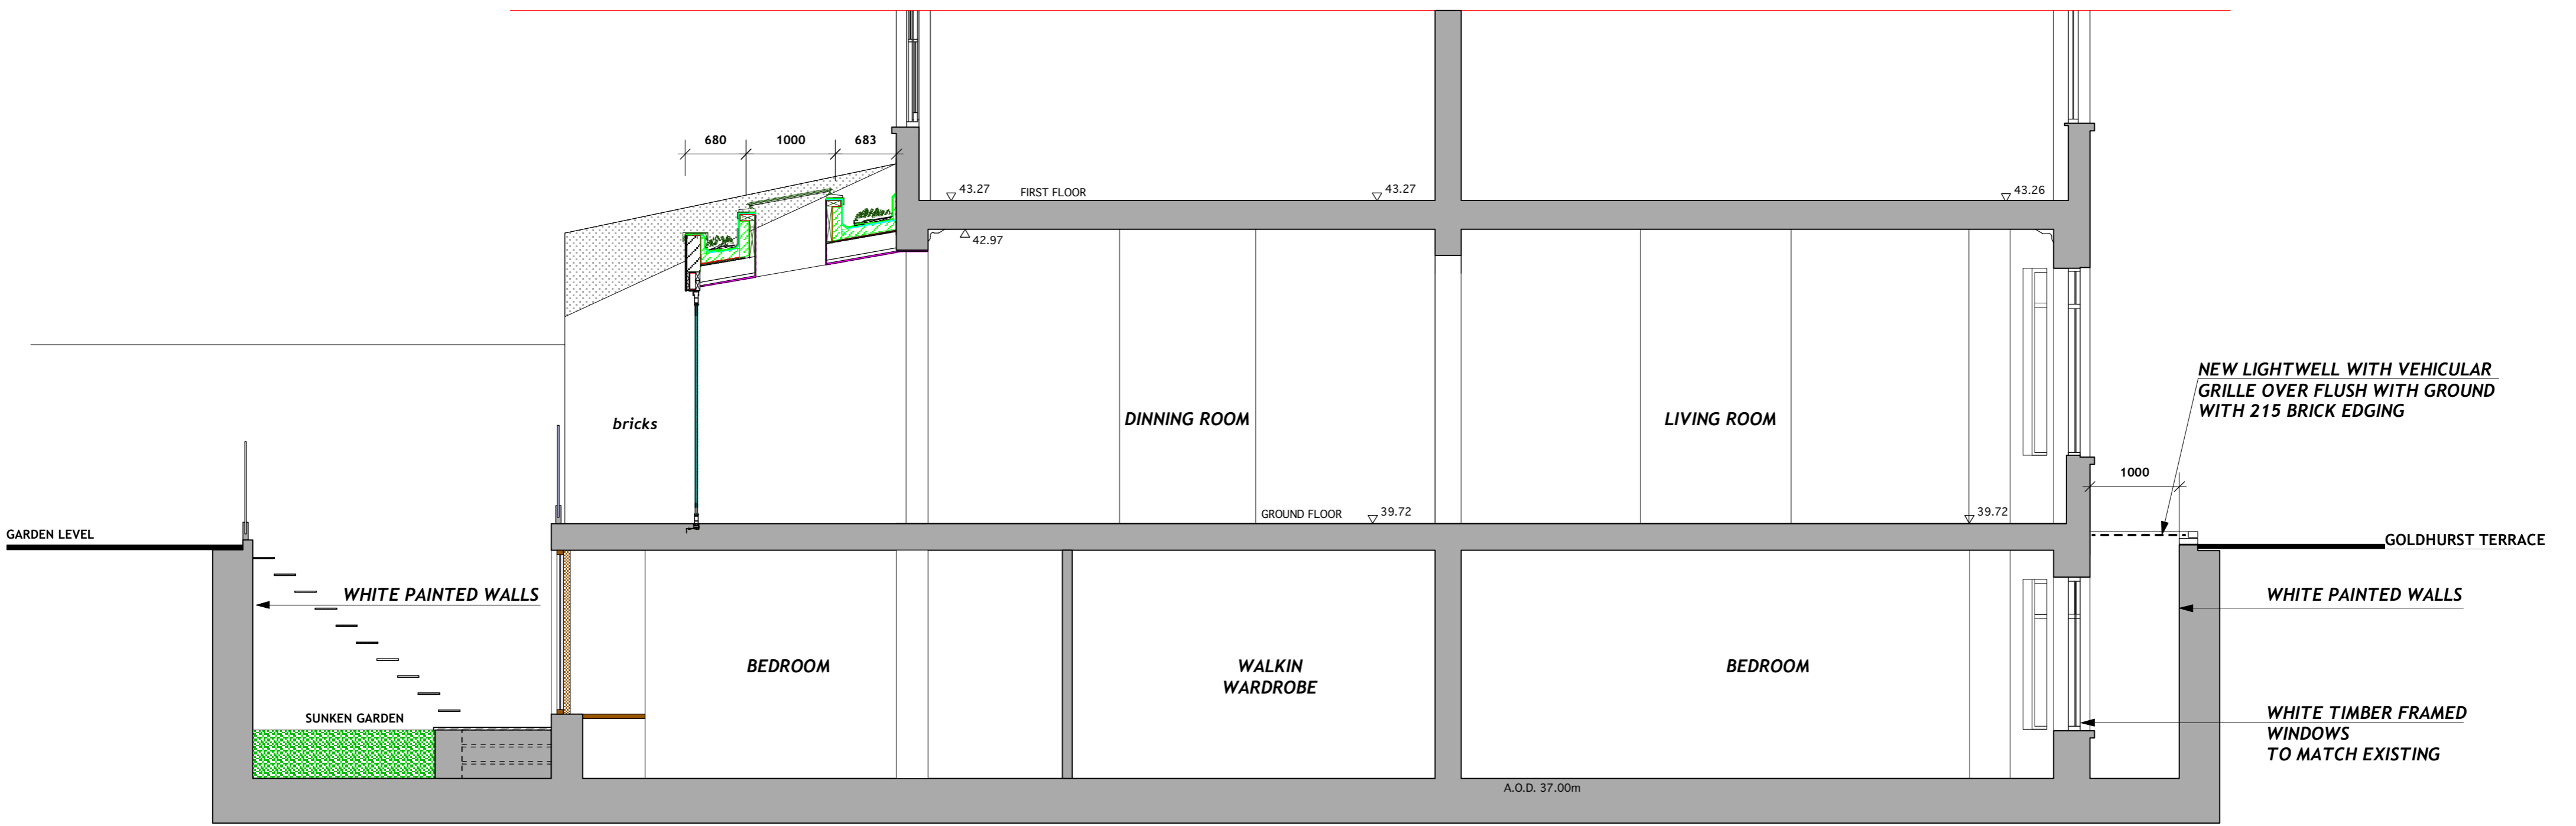 680 1000 683
43.27 FIRST FLOOR 43.27 43.26
42.97
NEW LIGHTWELL WITH VEHICULAR
GRILLE OVER FLUSH WITH GROUND
WITH 215 BRICK EDGING
bricks DINNING ROOM LIVING ROOM
1000
GROUND FLOOR 39.72 39.72
GARDEN LEVEL GOLDHURST TERRACE
WHITE PAINTED WALLS WHITE PAINTED WALLS
BEDROOM WALKIN BEDROOM
WARDROBE
SUNKEN GARDEN WHITE TIMBER FRAMED
WINDOWS
TO MATCH EXISTING
A.O.D. 37.00m